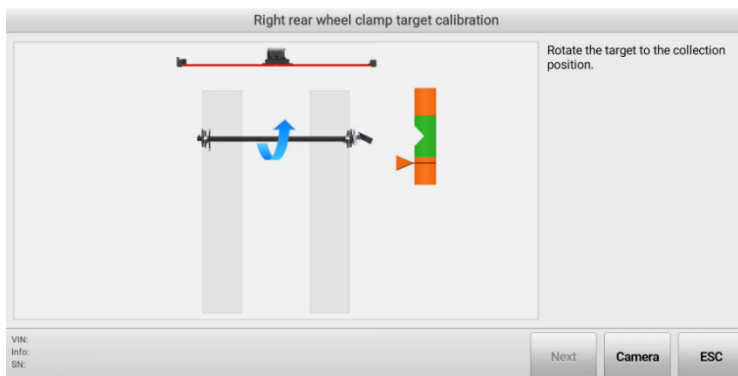 Right rear wheel clamp target calibration
Rotate the target to the collection
position.
VIN:
Info:
SN:
Next
Camera
ESC